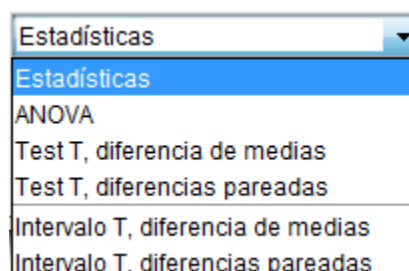 Estadísticas
Estadísticas
ANOVA
Test T, diferencia de medias
Test T, diferencias pareadas
Intervalo T, diferencia de medias
Intervalo T, diferencias pareadas